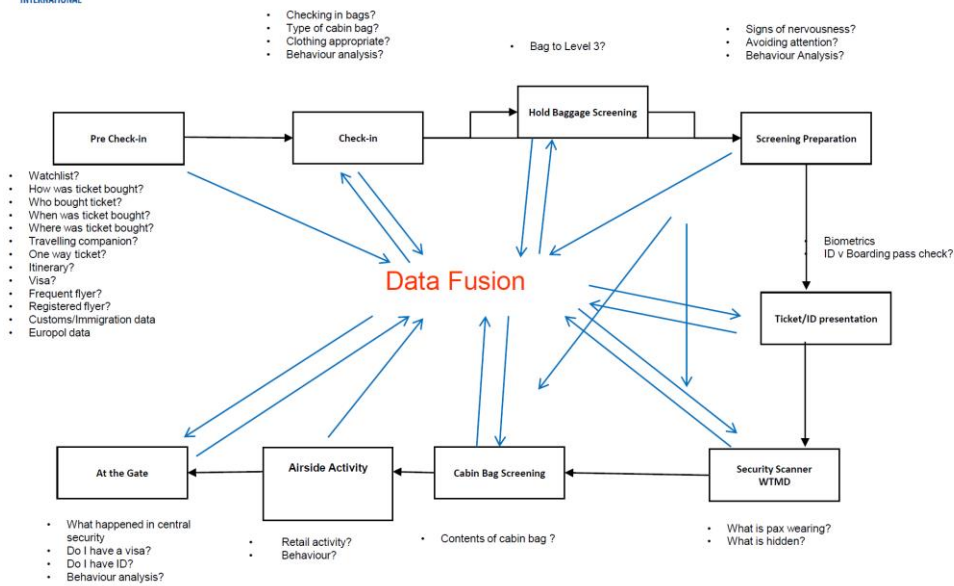 INTERNATIONAL
• Checking in bags?
• Type of cabin bag?
• Clothing appropriate?
• Behaviour analysis?
• Bag to Level 3?
• Signs of nervousness?
• Avoiding attention?
• Behaviour Analysis?
Pre Check-in
Check-in
Hold Baggage Screening
Screening Preparation
• Watchlist?
• How was ticket bought?
• Who bought ticket?
• When was ticket bought?
• Where was ticket bought?
• Travelling companion?
• One way ticket?
• Itinerary?
• Visa?
• Frequent flyer?
• Registered flyer?
• Customs/Immigration data
• Europol data
Data Fusion
• Biometrics
• ID v Boarding pass check?
Ticket/ID presentation
At the Gate
Airside Activity
Cabin Bag Screening
Security Scanner
WTMD
• What happened in central
security
• Do I have a visa?
• Do I have ID?
• Behaviour analysis?
• Retail activity?
• Behaviour?
• Contents of cabin bag ?
• What is pax wearing?
• What is hidden?